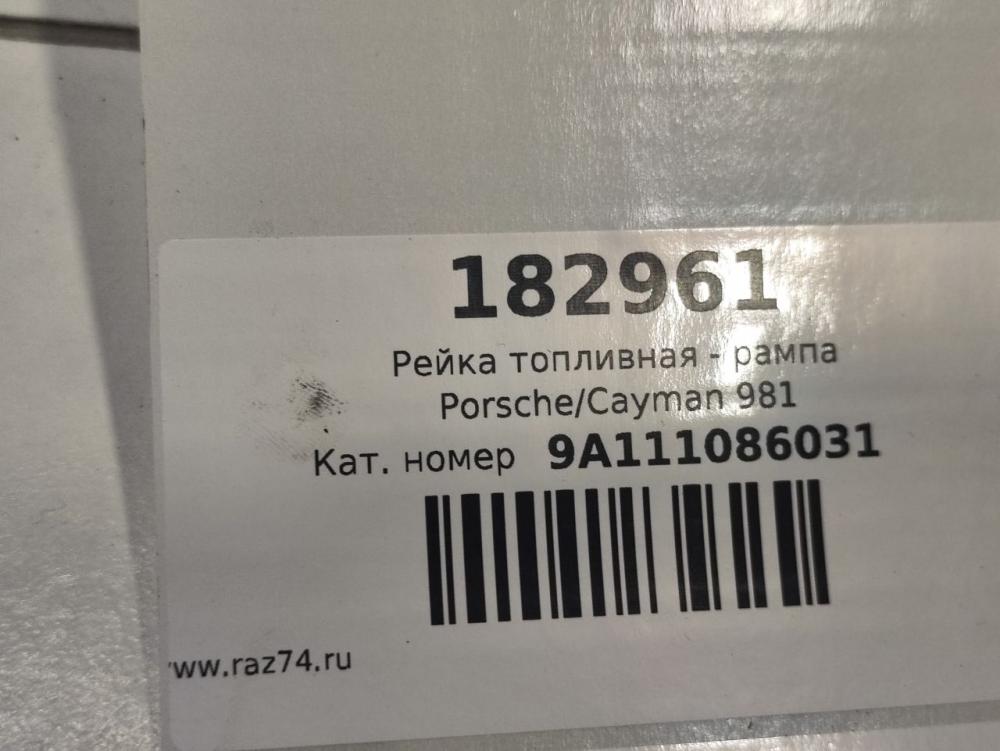 182961
Рейка топливная - рампа
Porsche/Cayman 981
Кат. номер 9A111086031
www.raz74.ru